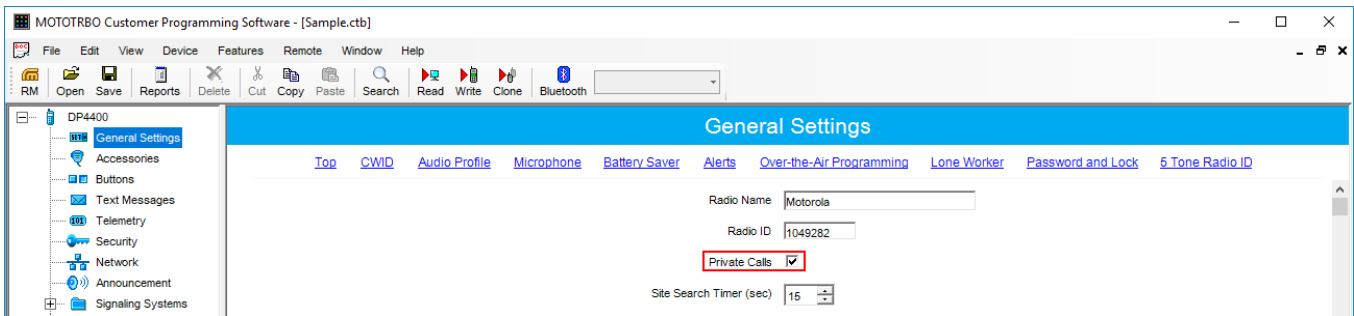 MOTOTRBO Customer Programming Software - [Sample.ctb]
File Edit View Device Features Remote Window Help
RM Open Save Reports Delete Cut Copy Paste Search Read Write Clone Bluetooth
DP4400
General Settings
Accessories
Buttons
Text Messages
Telemetry
Security
Network
Announcement
Signaling Systems
General Settings
Top CWID Audio Profile Microphone Battery Saver Alerts Over-the-Air Programming Lone Worker Password and Lock 5 Tone Radio ID
Radio Name Motorola
Radio ID 1049282
Private Calls
Site Search Timer (sec) 15